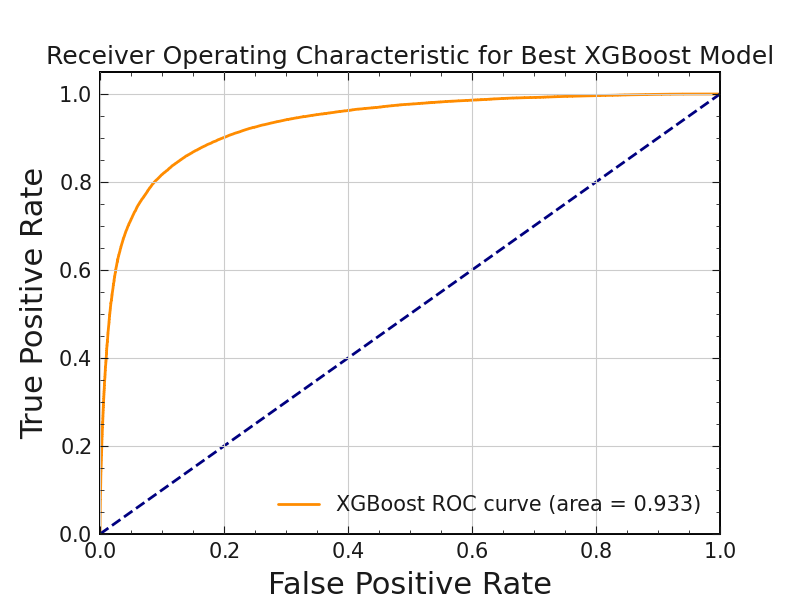 Receiver Operating Characteristic for Best XGBoost Model
1.0
0.8
0.6
0.4
0.2
0.0
True Positive Rate
XGBoost ROC curve (area = 0.933)
0.0 0.2 0.4 0.6 0.8 1.0
False Positive Rate